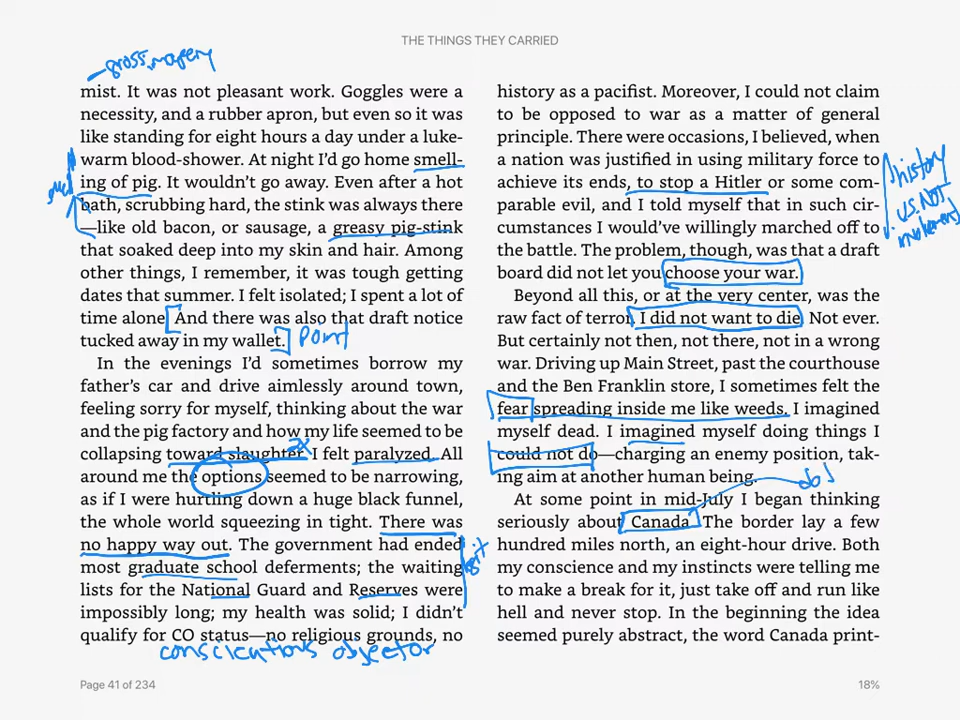 THE THINGS THEY CARRIED
gross imagery
mist. It was not pleasant work. Goggles were a
necessity, and a rubber apron, but even so it was
like standing for eight hours a day under a luke-
warm blood-shower. At night I'd go home smell-
ing of pig. It wouldn't go away. Even after a hot
bath, scrubbing hard, the stink was always there
—like old bacon, or sausage, a greasy pig-stink
that soaked deep into my skin and hair. Among
other things, I remember, it was tough getting
dates that summer. I felt isolated; I spent a lot of
time alone. And there was also that draft notice
tucked away in my wallet.
point
In the evenings I'd sometimes borrow my
father's car and drive aimlessly around town,
feeling sorry for myself, thinking about the war
and the pig factory and how my life seemed to be
collapsing toward slaughter. I felt paralyzed. All
around me the options seemed to be narrowing,
as if I were hurtling down a huge black funnel,
the whole world squeezing in tight. There was
no happy way out. The government had ended
most graduate school deferments; the waiting
lists for the National Guard and Reserves were
impossibly long; my health was solid; I didn't
qualify for CO status—no religious grounds, no
conscientious objector
Page 41 of 234
history as a pacifist. Moreover, I could not claim
to be opposed to war as a matter of general
principle. There were occasions, I believed, when
a nation was justified in using military force to
achieve its ends, to stop a Hitler or some com-
parable evil, and I told myself that in such cir-
cumstances I would've willingly marched off to
the battle. The problem, though, was that a draft
board did not let you choose your war.
history
vs. NOT
Beyond all this, or at the very center, was the
raw fact of terror. I did not want to die. Not ever.
But certainly not then, not there, not in a wrong
war. Driving up Main Street, past the courthouse
and the Ben Franklin store, I sometimes felt the
fear spreading inside me like weeds. I imagined
myself dead. I imagined myself doing things I
could not do—charging an enemy position, tak-
ing aim at another human being.
At some point in mid-July I began thinking
seriously about Canada. The border lay a few
hundred miles north, an eight-hour drive. Both
my conscience and my instincts were telling me
to make a break for it, just take off and run like
hell and never stop. In the beginning the idea
seemed purely abstract, the word Canada print-
18%